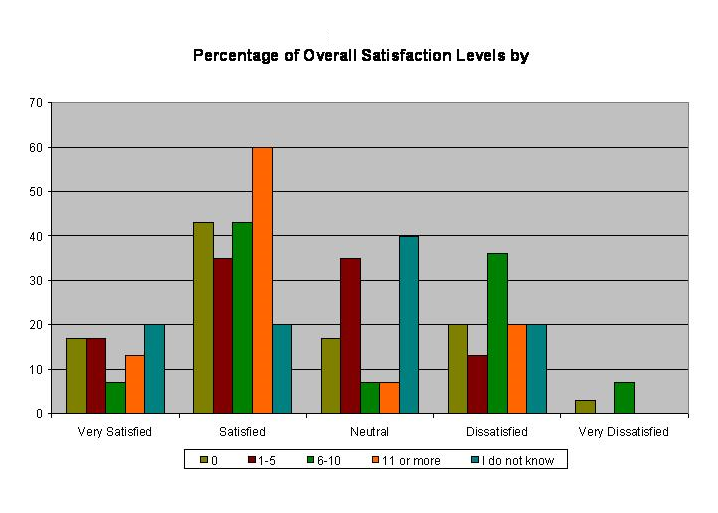 Percentage of Overall Satisfaction Levels by
70
60
50
40
30
20
10
0
Very Satisfied Satisfied Neutral Dissatisfied Very Dissatisfied
0 1-5 6-10 11 or more I do not know